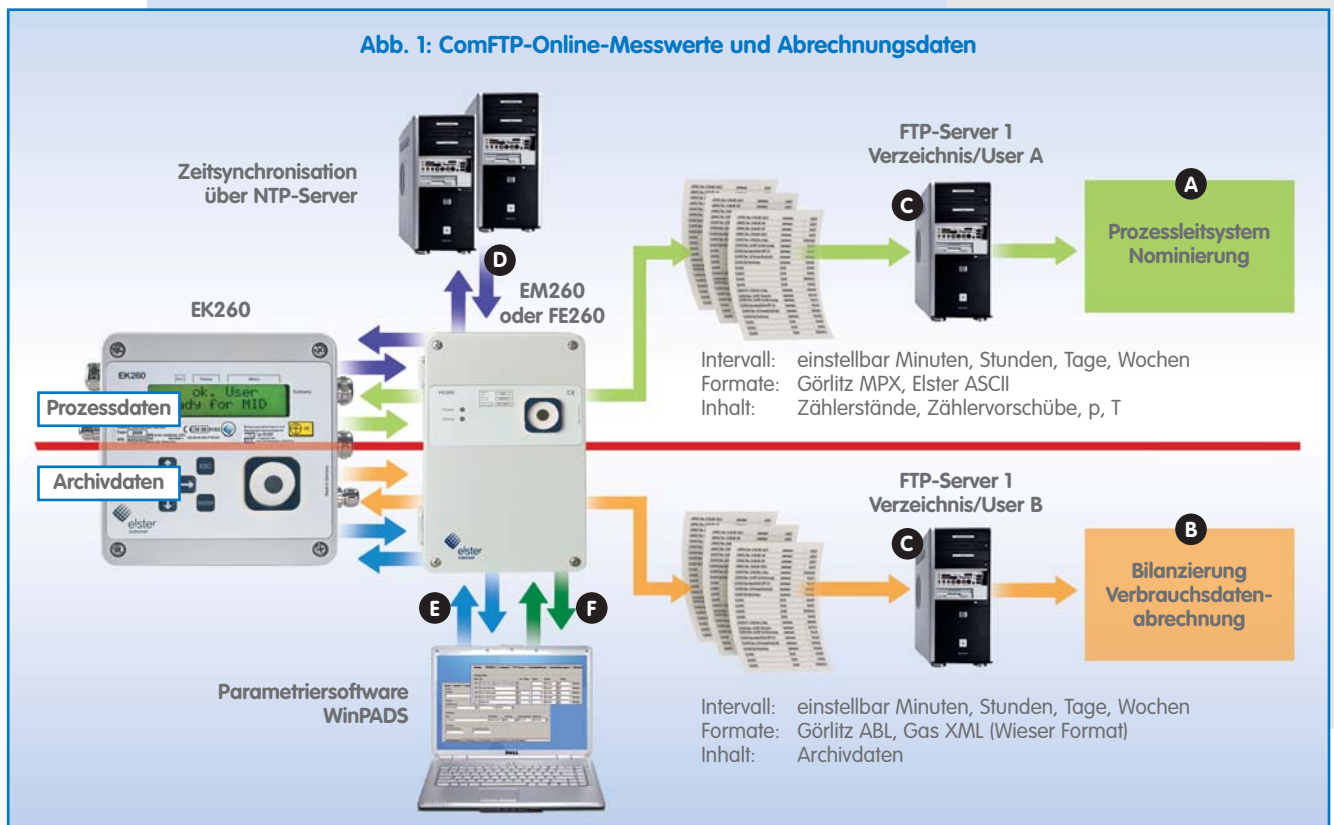 Abb. 1: ComFTP-Online-Messwerte und Abrechnungsdaten
Zeitsynchronisation
über NTP-Server
D
EK260
EM260
oder FE260
FTP-Server 1
Verzeichnis/User A
C
A
Prozessleitsystem
Nominierung
EK260
ok. User
dy for MID
Prozessdaten
Archivdaten
ESC
elster
Intervall: einstellbar Minuten, Stunden, Tage, Wochen
Formate: Görlitz MPX, Elster ASCII
Inhalt: Zählerstände, Zählervorschübe, p, T
FTP-Server 1
Verzeichnis/User B
C
B
Bilanzierung
Verbrauchsdaten-
abrechnung
elster
E
F
Parametriersoftware
WinPADS
DELL
Intervall: einstellbar Minuten, Stunden, Tage, Wochen
Formate: Görlitz ABL, Gas XML (Wieser Format)
Inhalt: Archivdaten